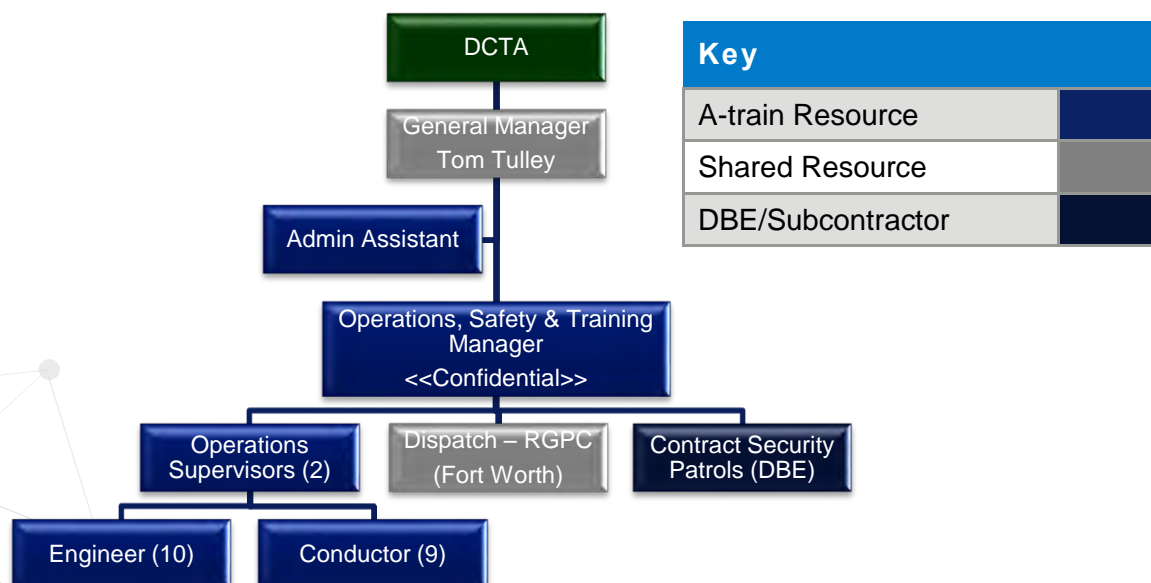 DCTA
General Manager
Tom Tulley
Admin Assistant
Operations, Safety & Training
Manager
<<Confidential>>
Operations
Supervisors (2)
Dispatch – RGPC
(Fort Worth)
Contract Security
Patrols (DBE)
Engineer (10)
Conductor (9)
Key
A-train Resource
Shared Resource
DBE/Subcontractor